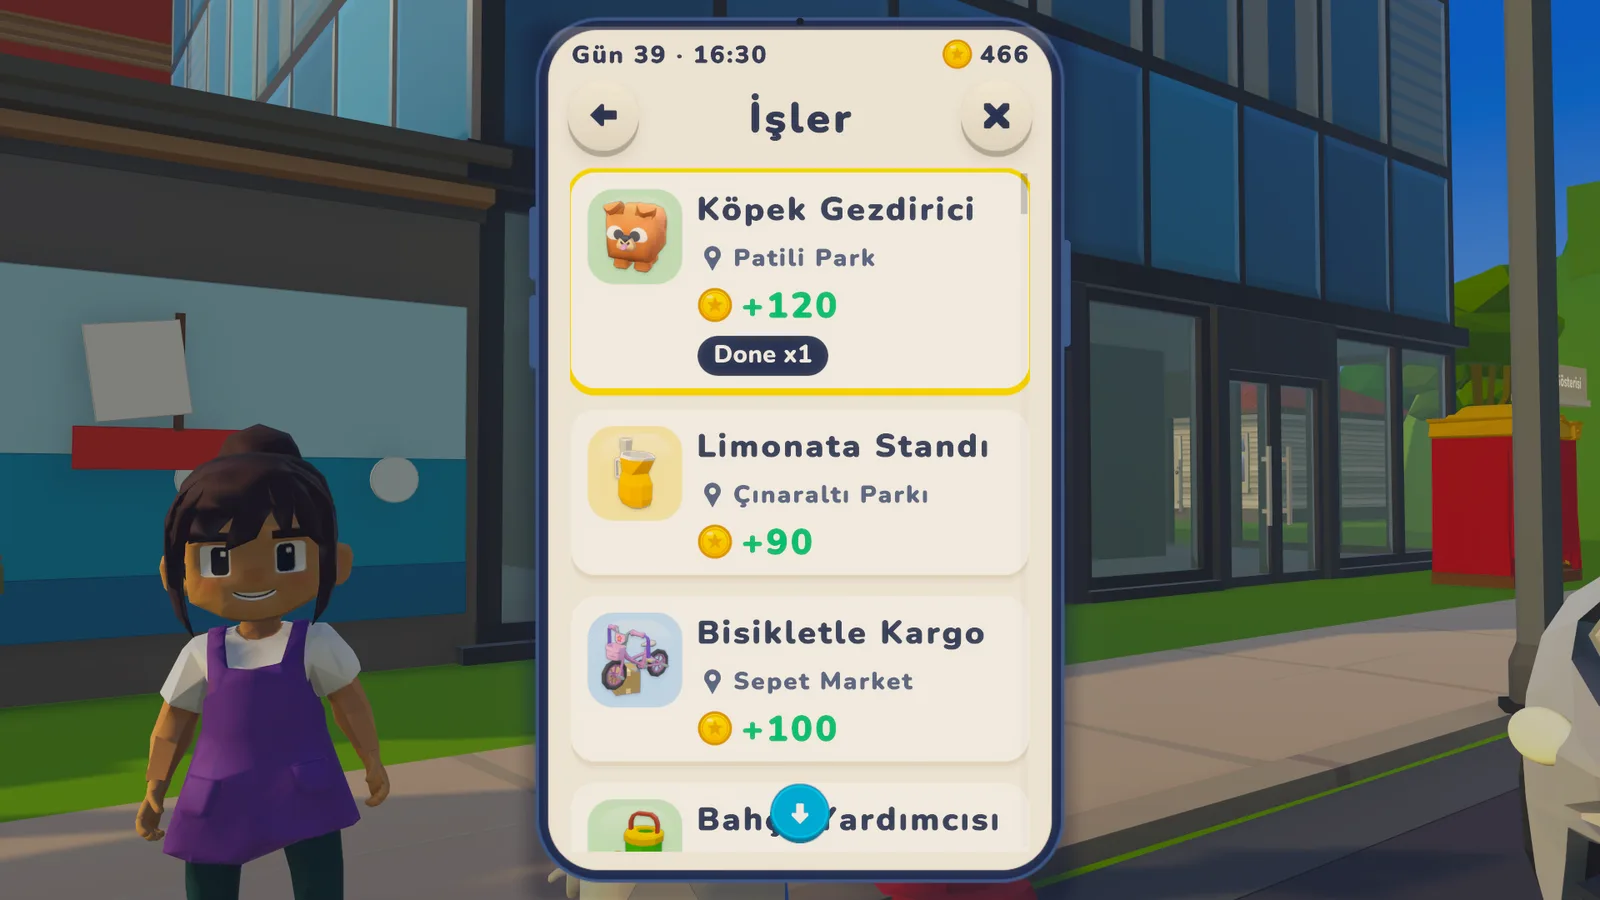 Gün 39 · 16:30
466
İşler
Köpek Gezdirici
Patili Park
+120
Done x1
Limonata Standı
Çınaraltı Parkı
+90
Bisikletle Kargo
Sepet Market
+100